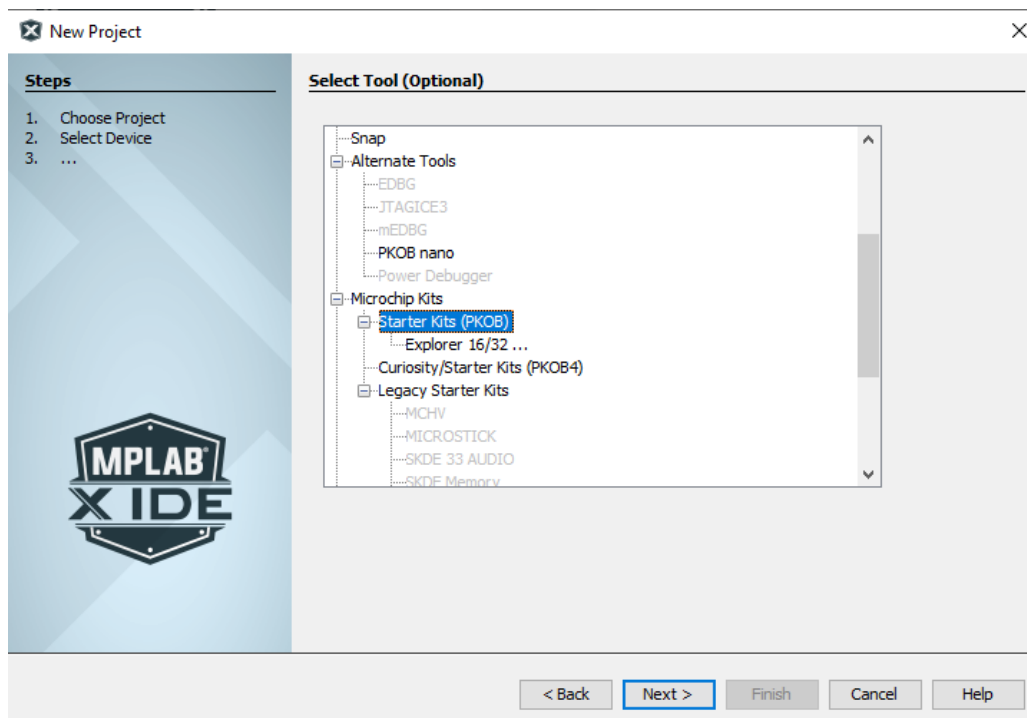 New Project
Steps
1. Choose Project
2. Select Device
3. ...
MPLAB®
X IDE
Select Tool (Optional)
Snap
Alternate Tools
EDBG
JTAGICE3
mEDBG
PKOB nano
Power Debugger
Microchip Kits
Starter Kits (PKOB)
Explorer 16/32 ...
Curiosity/Starter Kits (PKOB4)
Legacy Starter Kits
MCHV
MICROSTICK
SKDE 33 AUDIO
SKDE Memory
< Back Next > Finish Cancel Help